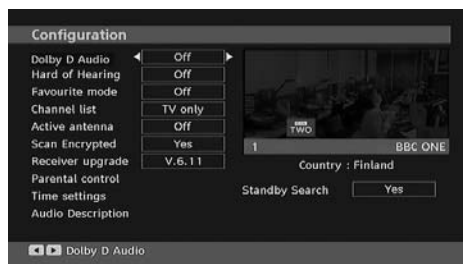 Configuration
Dolby D Audio Off
Hard of Hearing Off
Favourite mode Off
Channel list TV only
Active antenna Off
Scan Encrypted Yes
Receiver upgrade V.6.11
Parental control
Time settings
Audio Description
BBC
TWO
1 BBC ONE
Country : Finland
Standby Search Yes
Dolby D Audio